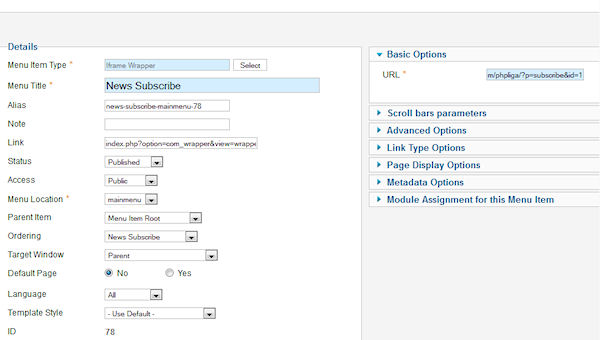 Details
Menu Item Type * Iframe Wrapper Select
Menu Title * News Subscribe
Alias news-subscribe-mainmenu-78
Note
Link index.php?option=com_wrapper&view=wrappe
Status Published
Access Public
Menu Location * mainmenu
Parent Item Menu Item Root
Ordering News Subscribe
Target Window Parent
Default Page No Yes
Language All
Template Style - Use Default -
ID 78
Basic Options
URL * m/phpliga/?p=subscribe&id=1
Scroll bars parameters
Advanced Options
Link Type Options
Page Display Options
Metadata Options
Module Assignment for this Menu Item